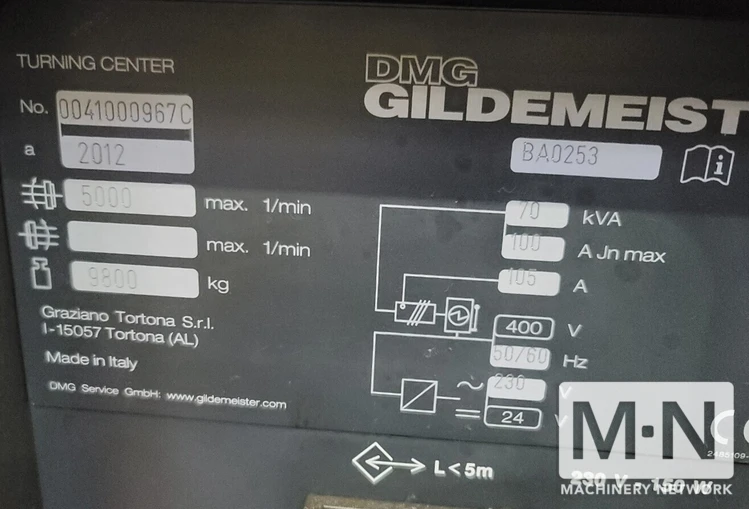 TURNING CENTER
DMG
GILDEMEIST
No. 0041000967C
a 2012
BA0253
i
5000 max. 1/min
max. 1/min
9800 kg
70 kVA
100 A Jn max
105 A
400 V
50/60 Hz
~ 230 V
= 24 V
Graziano Tortona S.r.l.
I-15057 Tortona (AL)
Made in Italy
DMG Service GmbH: www.gildemeister.com
L<5m
M·N
MACHINERY NETWORK
230 V - 150 W